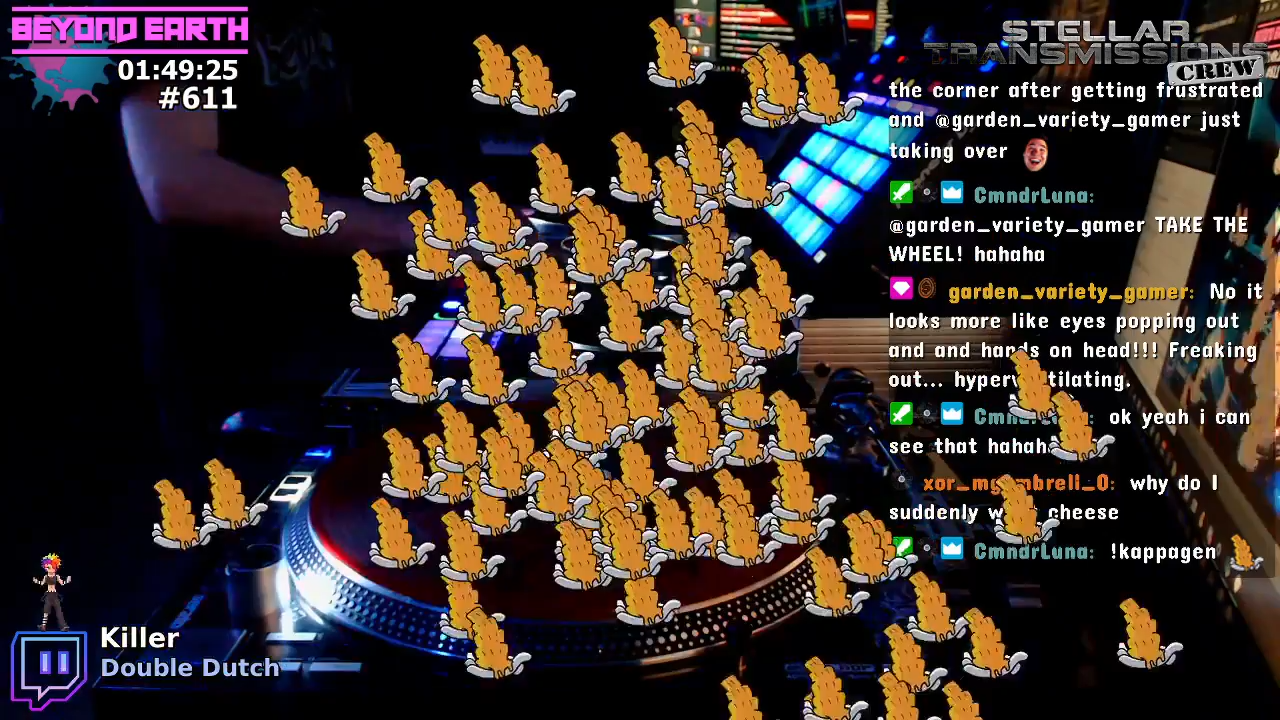 BEYOND EARTH
01:49:25
#611
STELLAR
TRANSMISSIONS
CREW
the corner after getting frustrated
and @garden_variety_gamer just
taking over
CmndrLuna:
@garden_variety_gamer TAKE THE
WHEEL! hahaha
garden_variety_gamer: No it
looks more like eyes popping out
and and hands on head!!! Freaking
out...
ok yeah i can
see that
why do I
suddenly cheese
CmndrLuna: !kappagen
Killer
Double Dutch